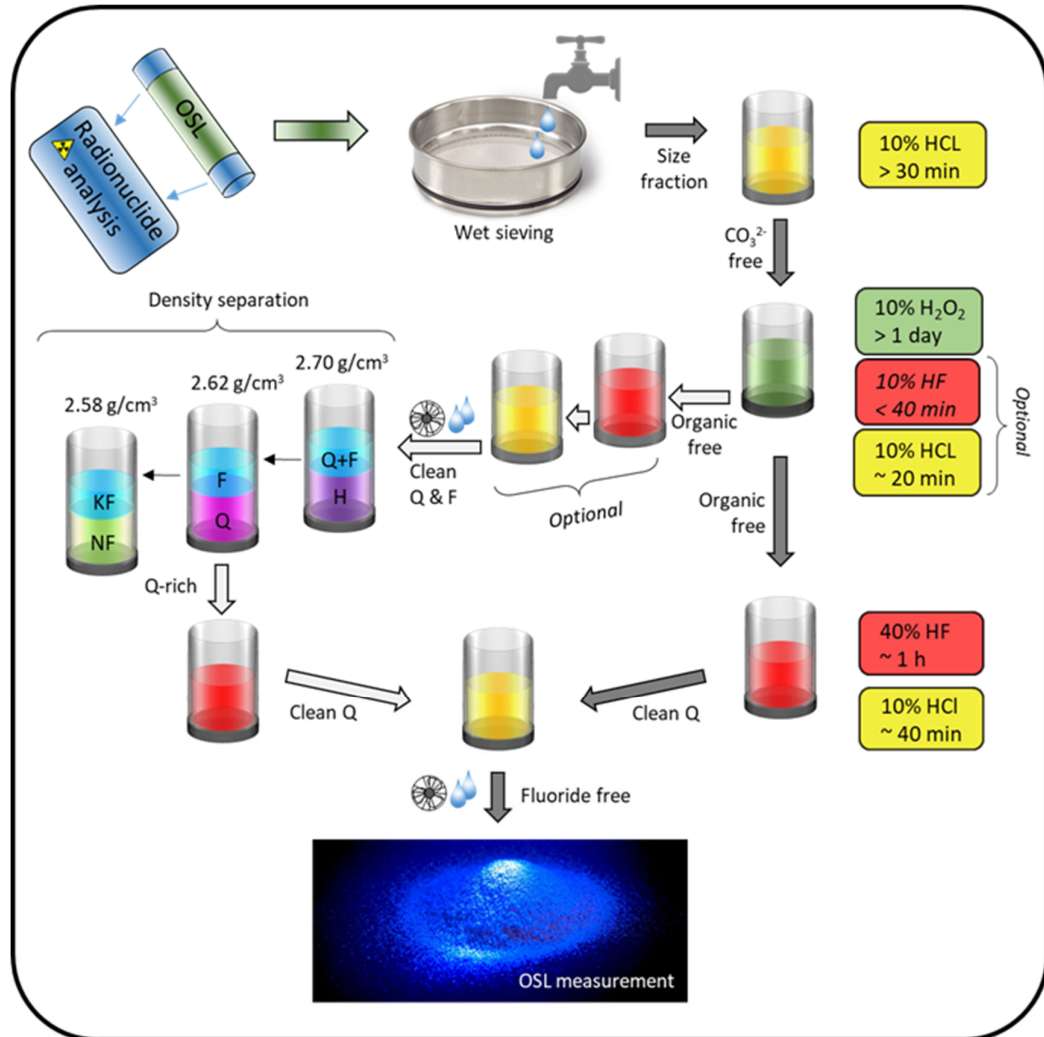 OSL
Radionuclide
analysis
Wet sieving
Size
fraction
10% HCL
> 30 min
CO₃²⁻
free
10% H₂O₂
> 1 day
10% HF
< 40 min
10% HCL
~ 20 min
Optional
Density separation
2.70 g/cm³
2.62 g/cm³
2.58 g/cm³
Q+F
H
F
Q
KF
NF
Clean
Q & F
Optional
Organic
free
Organic
free
Q-rich
Clean Q
Clean Q
40% HF
~ 1 h
10% HCl
~ 40 min
Fluoride free
OSL measurement